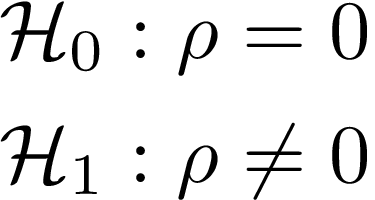 ℋ₀ : ρ = 0
ℋ₁ : ρ ≠ 0